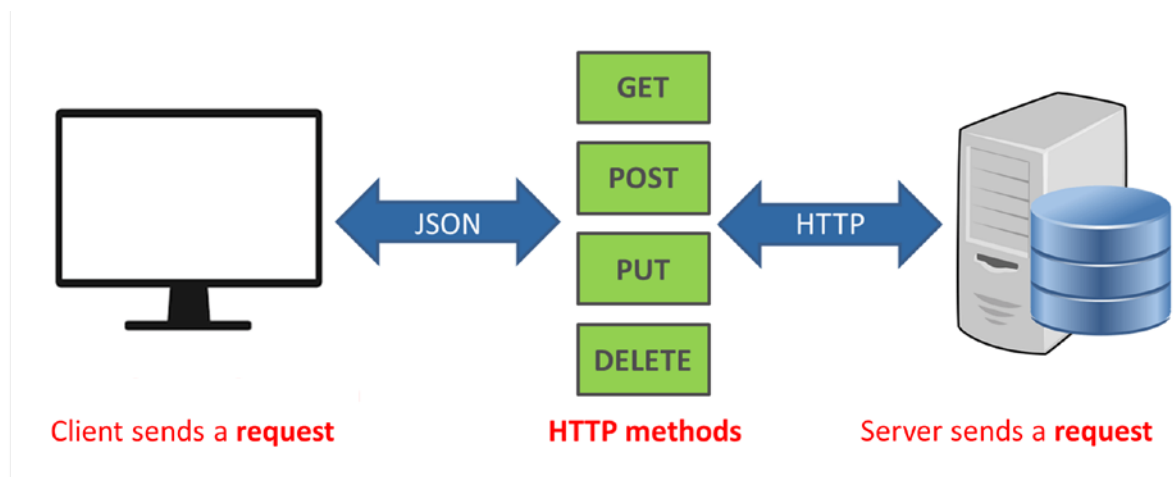 GET
POST
JSON
HTTP
PUT
DELETE
Client sends a request
HTTP methods
Server sends a request